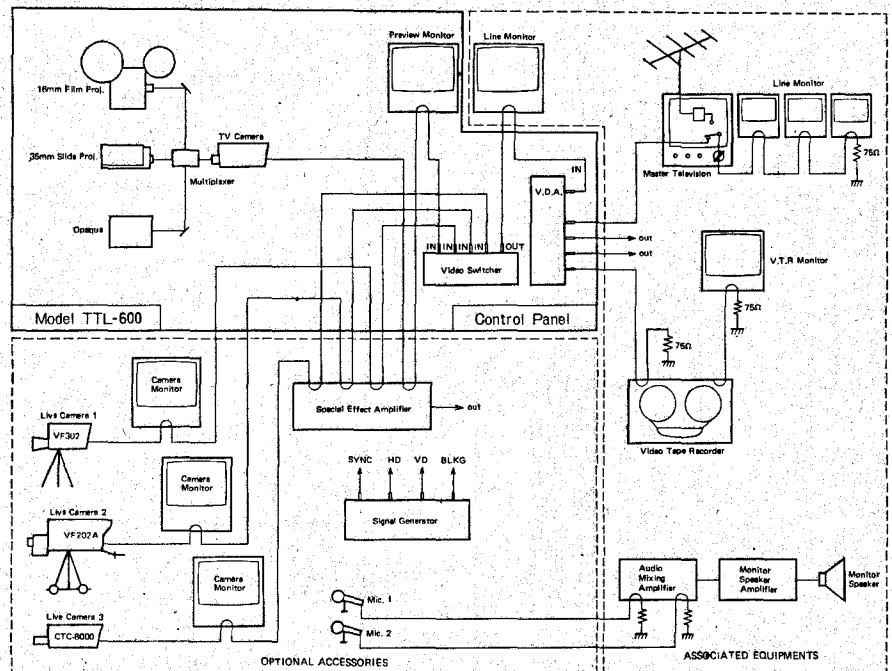 Preview Monitor
Line Monitor
16mm Film Proj.
TV Camera
35mm Slide Proj.
Multiplexer
Opaque
IN
V.D.A.
IN IN IN IN OUT
Video Switcher
out
out
Model TTL-600
Control Panel
Line Monitor
75Ω
Master Television
V.T.R Monitor
75Ω
75Ω
Video Tape Recorder
Camera
Monitor
Live Camera 1
VF302
Special Effect Amplifier
out
Camera
Monitor
SYNC
HD
VD
BLKG
Signal Generator
Live Camera 2
VF202A
Camera
Monitor
Live Camera 3
CTC-8000
Mic. 1
Mic. 2
Audio
Mixing
Amplifier
Monitor
Speaker
Amplifier
Monitor
Speaker
OPTIONAL ACCESSORIES
ASSOCIATED EQUIPMENTS